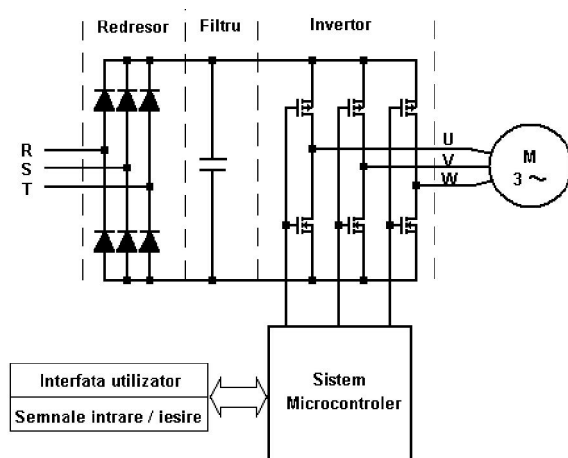 Redresor
Filtru
Invertor
R
S
T
U
V
W
M
3 ~
Interfata utilizator
Semnale intrare / iesire
Sistem
Microcontroler